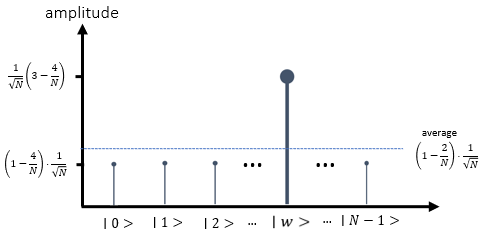 amplitude
1/√N (3 − 4/N)
average
(1 − 4/N) · 1/√N
(1 − 2/N) · 1/√N
...
...
| 0 > | 1 > | 2 > ... | w > ... | N − 1 >